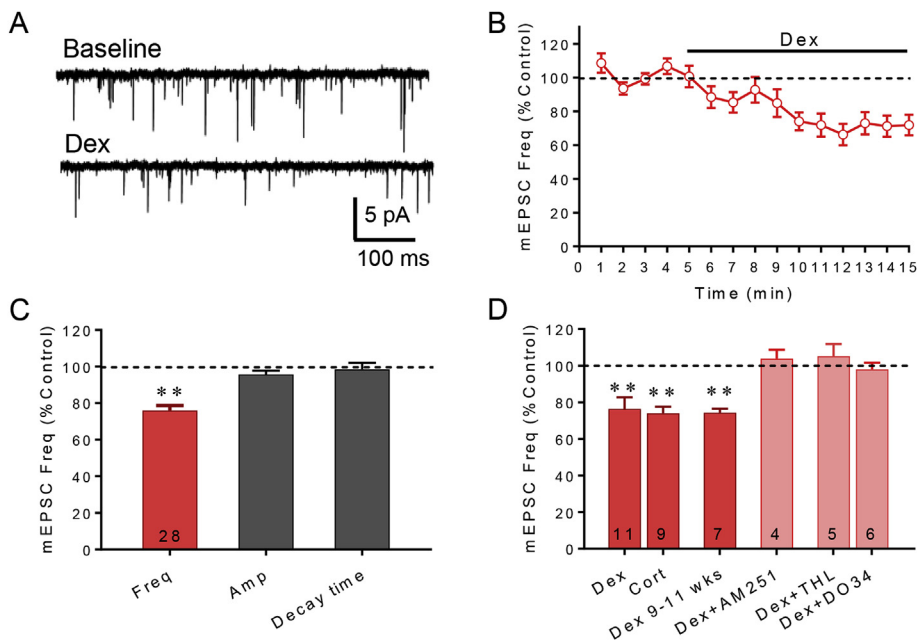 A
Baseline
Dex
5 pA
100 ms
B
Dex
mEPSC Freq (%Control)
120
100
80
60
40
20
0
0 1 2 3 4 5 6 7 8 9 10 11 12 13 14 15
Time (min)
C
mEPSC Freq (%Control)
120
100
80
60
40
20
0
**
28
Freq
Amp
Decay time
D
mEPSC Freq (%Control)
120
100
80
60
40
20
0
** ** **
11 9 7 4 5 6
Dex
Cort
Dex 9-11 wks
Dex+AM251
Dex+THL
Dex+DO34